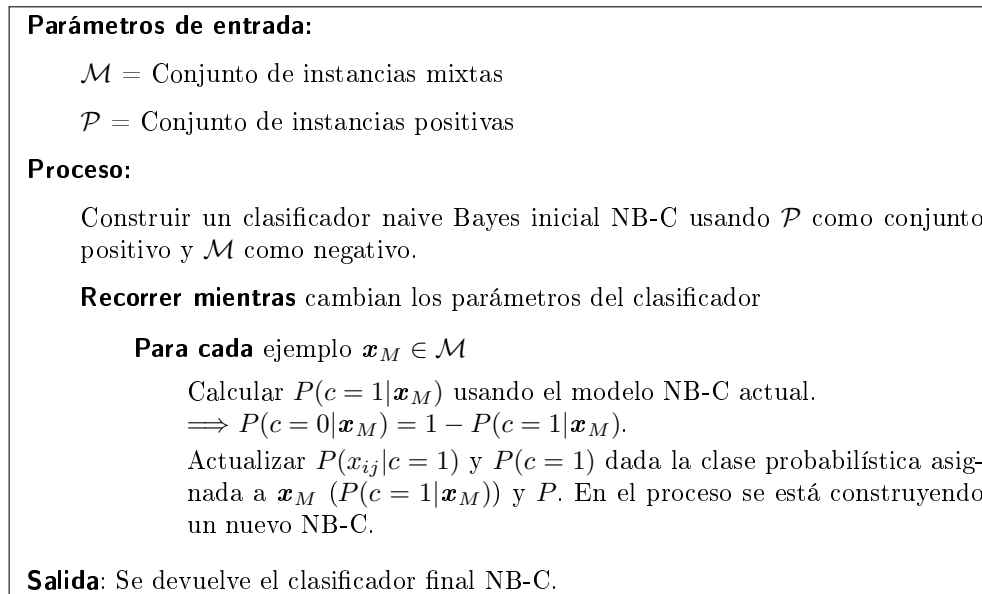 Parámetros de entrada:
𝓜 = Conjunto de instancias mixtas
𝓟 = Conjunto de instancias positivas
Proceso:
Construir un clasificador naive Bayes inicial NB-C usando 𝓟 como conjunto
positivo y 𝓜 como negativo.
Recorrer mientras cambian los parámetros del clasificador
Para cada ejemplo x_M ∈ 𝓜
Calcular P(c = 1|x_M) usando el modelo NB-C actual.
⟹ P(c = 0|x_M) = 1 − P(c = 1|x_M).
Actualizar P(x_{ij}|c = 1) y P(c = 1) dada la clase probabilística asig-
nada a x_M (P(c = 1|x_M)) y P. En el proceso se está construyendo
un nuevo NB-C.
Salida: Se devuelve el clasificador final NB-C.